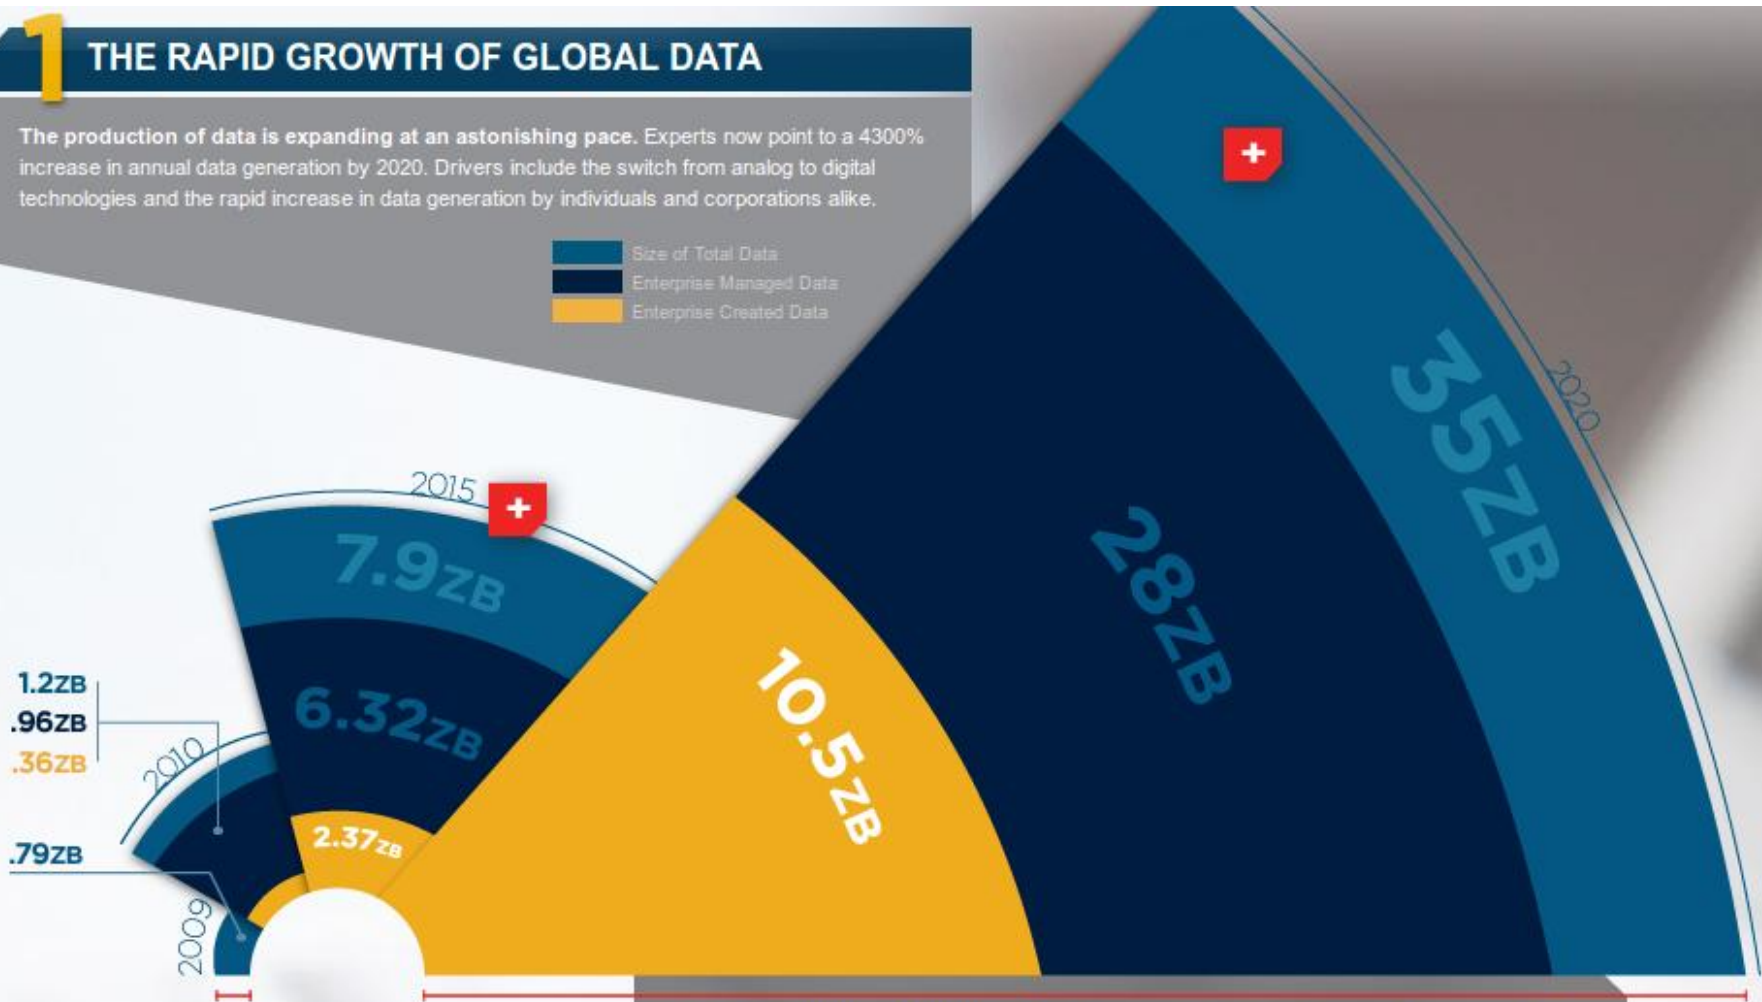 1
THE RAPID GROWTH OF GLOBAL DATA
The production of data is expanding at an astonishing pace. Experts now point to a 4300%
increase in annual data generation by 2020. Drivers include the switch from analog to digital
technologies and the rapid increase in data generation by individuals and corporations alike.
Size of Total Data
Enterprise Managed Data
Enterprise Created Data
+
35ZB
2020
28ZB
10.5ZB
2015
+
7.9ZB
6.32ZB
2.37ZB
1.2ZB
.96ZB
.36ZB
2010
.79ZB
2009